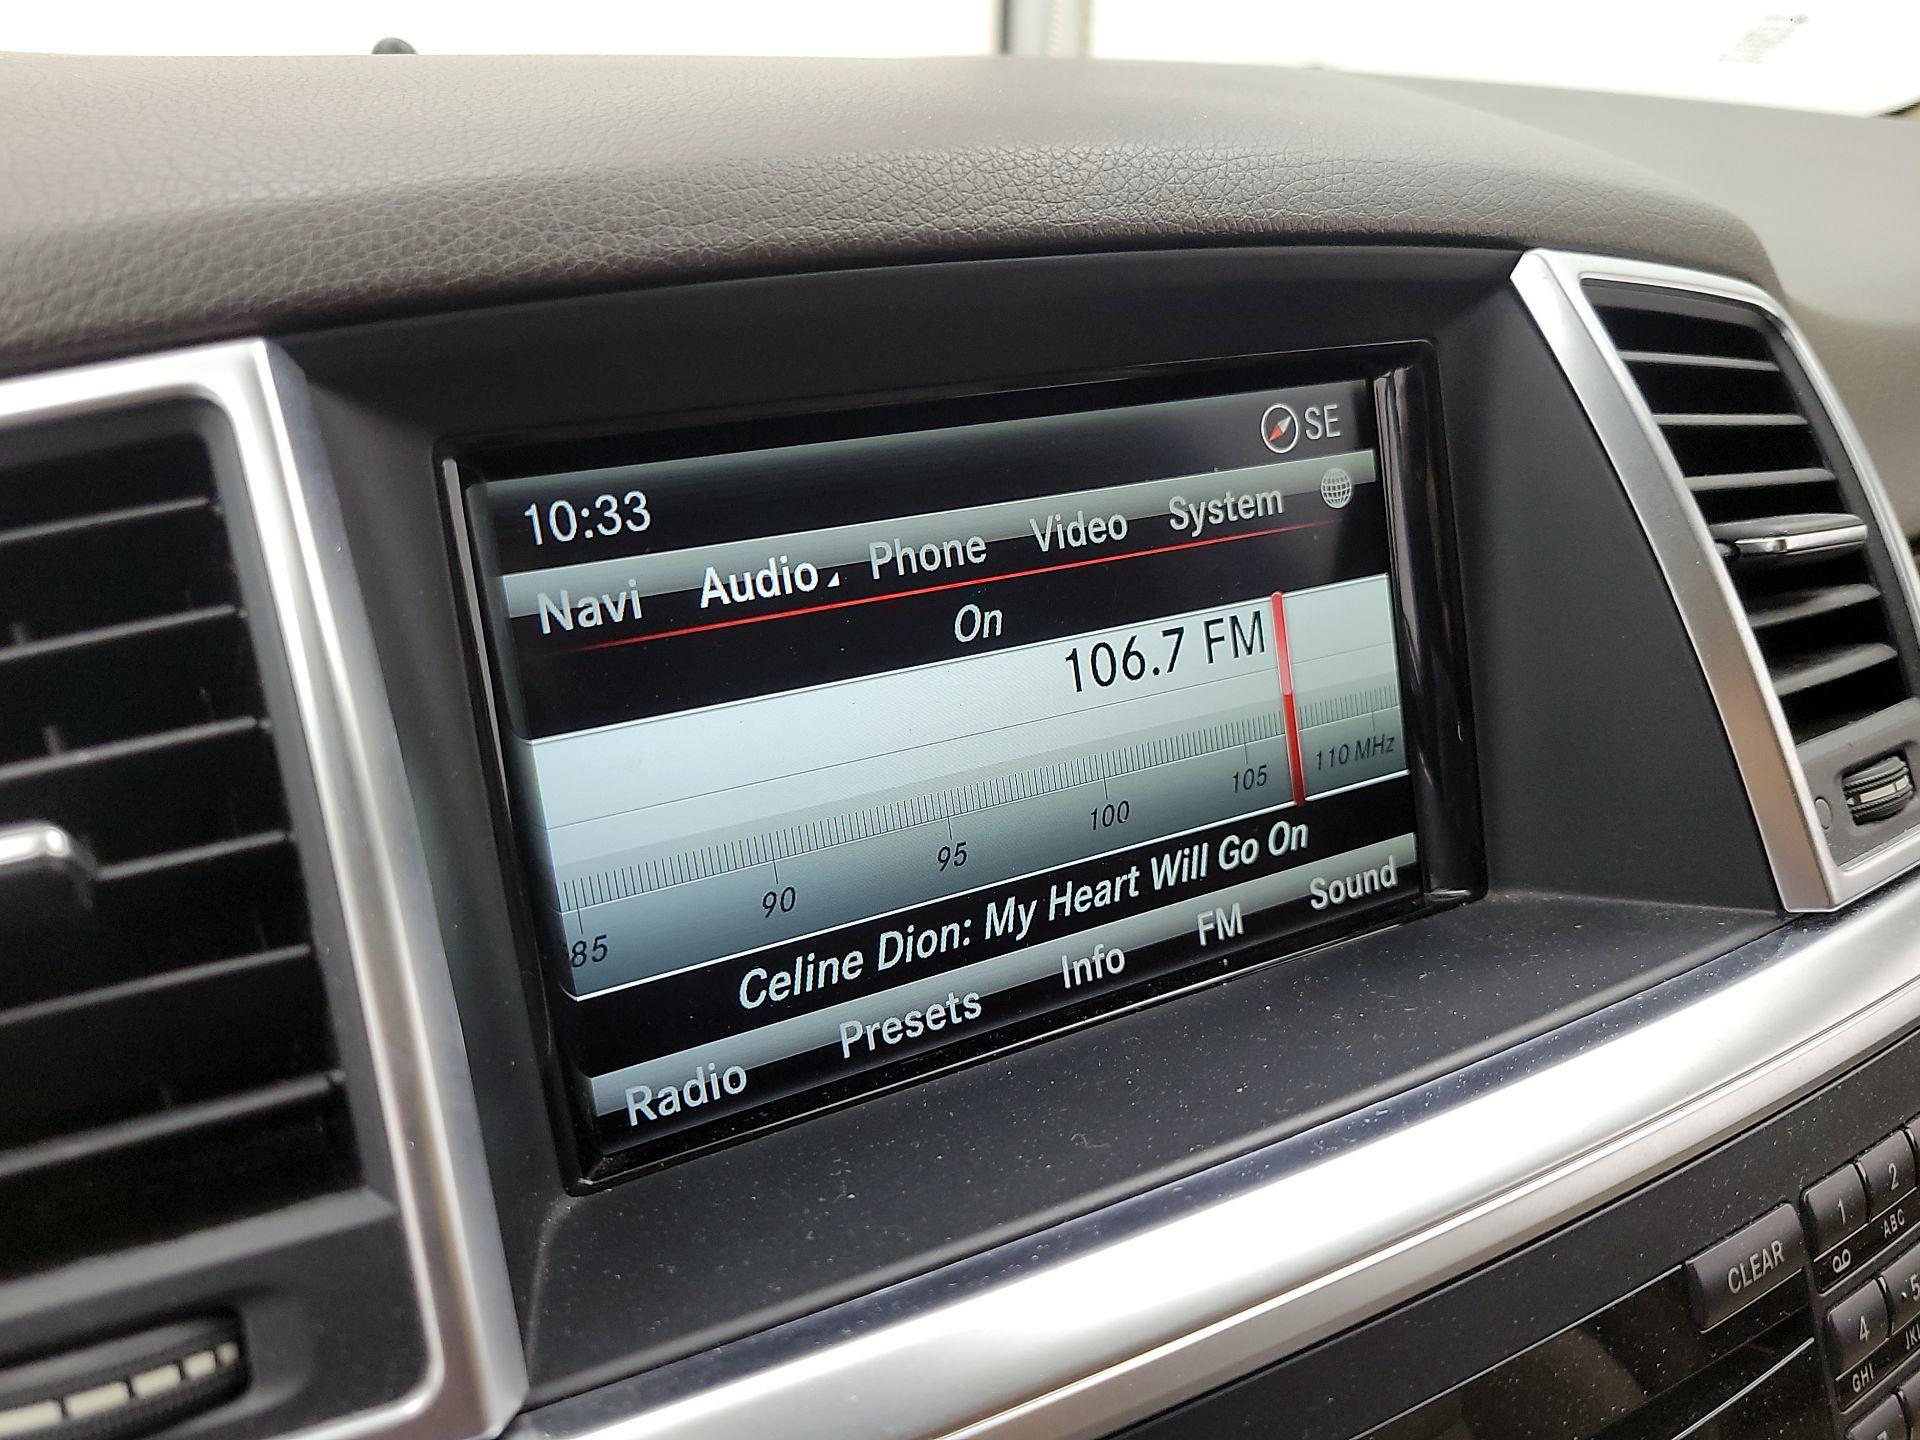 SE
10:33
Navi Audio Phone Video System
On
106.7 FM
85 90 95 100 105 110 MHz
Celine Dion: My Heart Will Go On
Radio Presets Info FM Sound
CLEAR
1
2 ABC
4 GHI
5